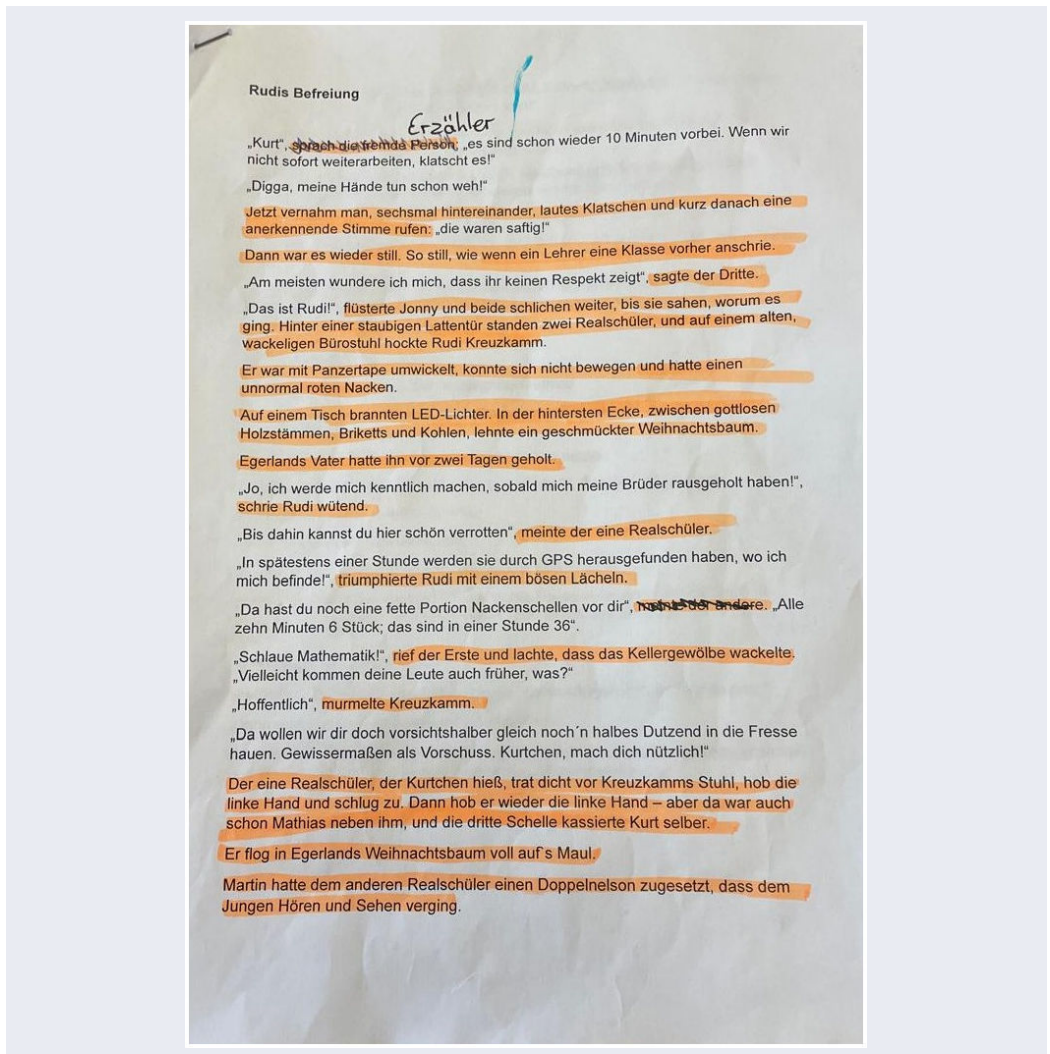 Rudis Befreiung
Erzähler
„Kurt“, sprach die fremde Person; „es sind schon wieder 10 Minuten vorbei. Wenn wir
nicht sofort weiterarbeiten, klatscht es!“
„Digga, meine Hände tun schon weh!“
Jetzt vernahm man, sechsmal hintereinander, lautes Klatschen und kurz danach eine
anerkennende Stimme rufen: „die waren saftig!“
Dann war es wieder still. So still, wie wenn ein Lehrer eine Klasse vorher anschrie.
„Am meisten wundere ich mich, dass ihr keinen Respekt zeigt“, sagte der Dritte.
„Das ist Rudi!“, flüsterte Jonny und beide schlichen weiter, bis sie sahen, worum es
ging. Hinter einer staubigen Lattentür standen zwei Realschüler, und auf einem alten,
wackeligen Bürostuhl hockte Rudi Kreuzkamm.
Er war mit Panzertape umwickelt, konnte sich nicht bewegen und hatte einen
unnormal roten Nacken.
Auf einem Tisch brannten LED-Lichter. In der hintersten Ecke, zwischen gottlosen
Holzstämmen, Briketts und Kohlen, lehnte ein geschmückter Weihnachtsbaum.
Egerlands Vater hatte ihn vor zwei Tagen geholt.
„Jo, ich werde mich kenntlich machen, sobald mich meine Brüder rausgeholt haben!“,
schrie Rudi wütend.
„Bis dahin kannst du hier schön verrotten“, meinte der eine Realschüler.
„In spätestens einer Stunde werden sie durch GPS herausgefunden haben, wo ich
mich befinde!“, triumphierte Rudi mit einem bösen Lächeln.
„Da hast du noch eine fette Portion Nackenschellen vor dir“, meinte der andere. „Alle
zehn Minuten 6 Stück; das sind in einer Stunde 36“.
„Schlaue Mathematik!“, rief der Erste und lachte, dass das Kellergewölbe wackelte.
„Vielleicht kommen deine Leute auch früher, was?“
„Hoffentlich“, murmelte Kreuzkamm.
„Da wollen wir dir doch vorsichtshalber gleich noch´n halbes Dutzend in die Fresse
hauen. Gewissermaßen als Vorschuss. Kurtchen, mach dich nützlich!“
Der eine Realschüler, der Kurtchen hieß, trat dicht vor Kreuzkamms Stuhl, hob die
linke Hand und schlug zu. Dann hob er wieder die linke Hand – aber da war auch
schon Mathias neben ihm, und die dritte Schelle kassierte Kurt selber.
Er flog in Egerlands Weihnachtsbaum voll auf´s Maul.
Martin hatte dem anderen Realschüler einen Doppelnelson zugesetzt, dass dem
Jungen Hören und Sehen verging.